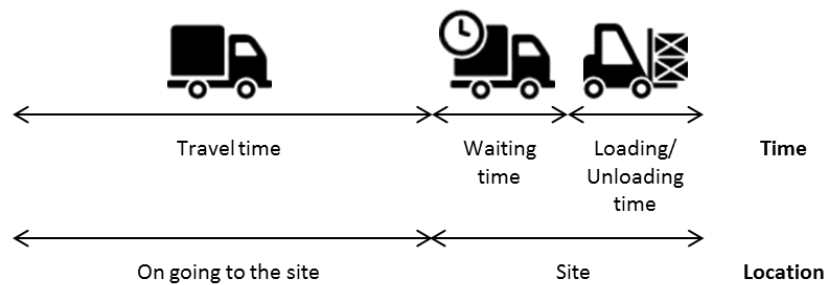 Travel time
Waiting
time
Loading/
Unloading
time
Time
On going to the site
Site
Location